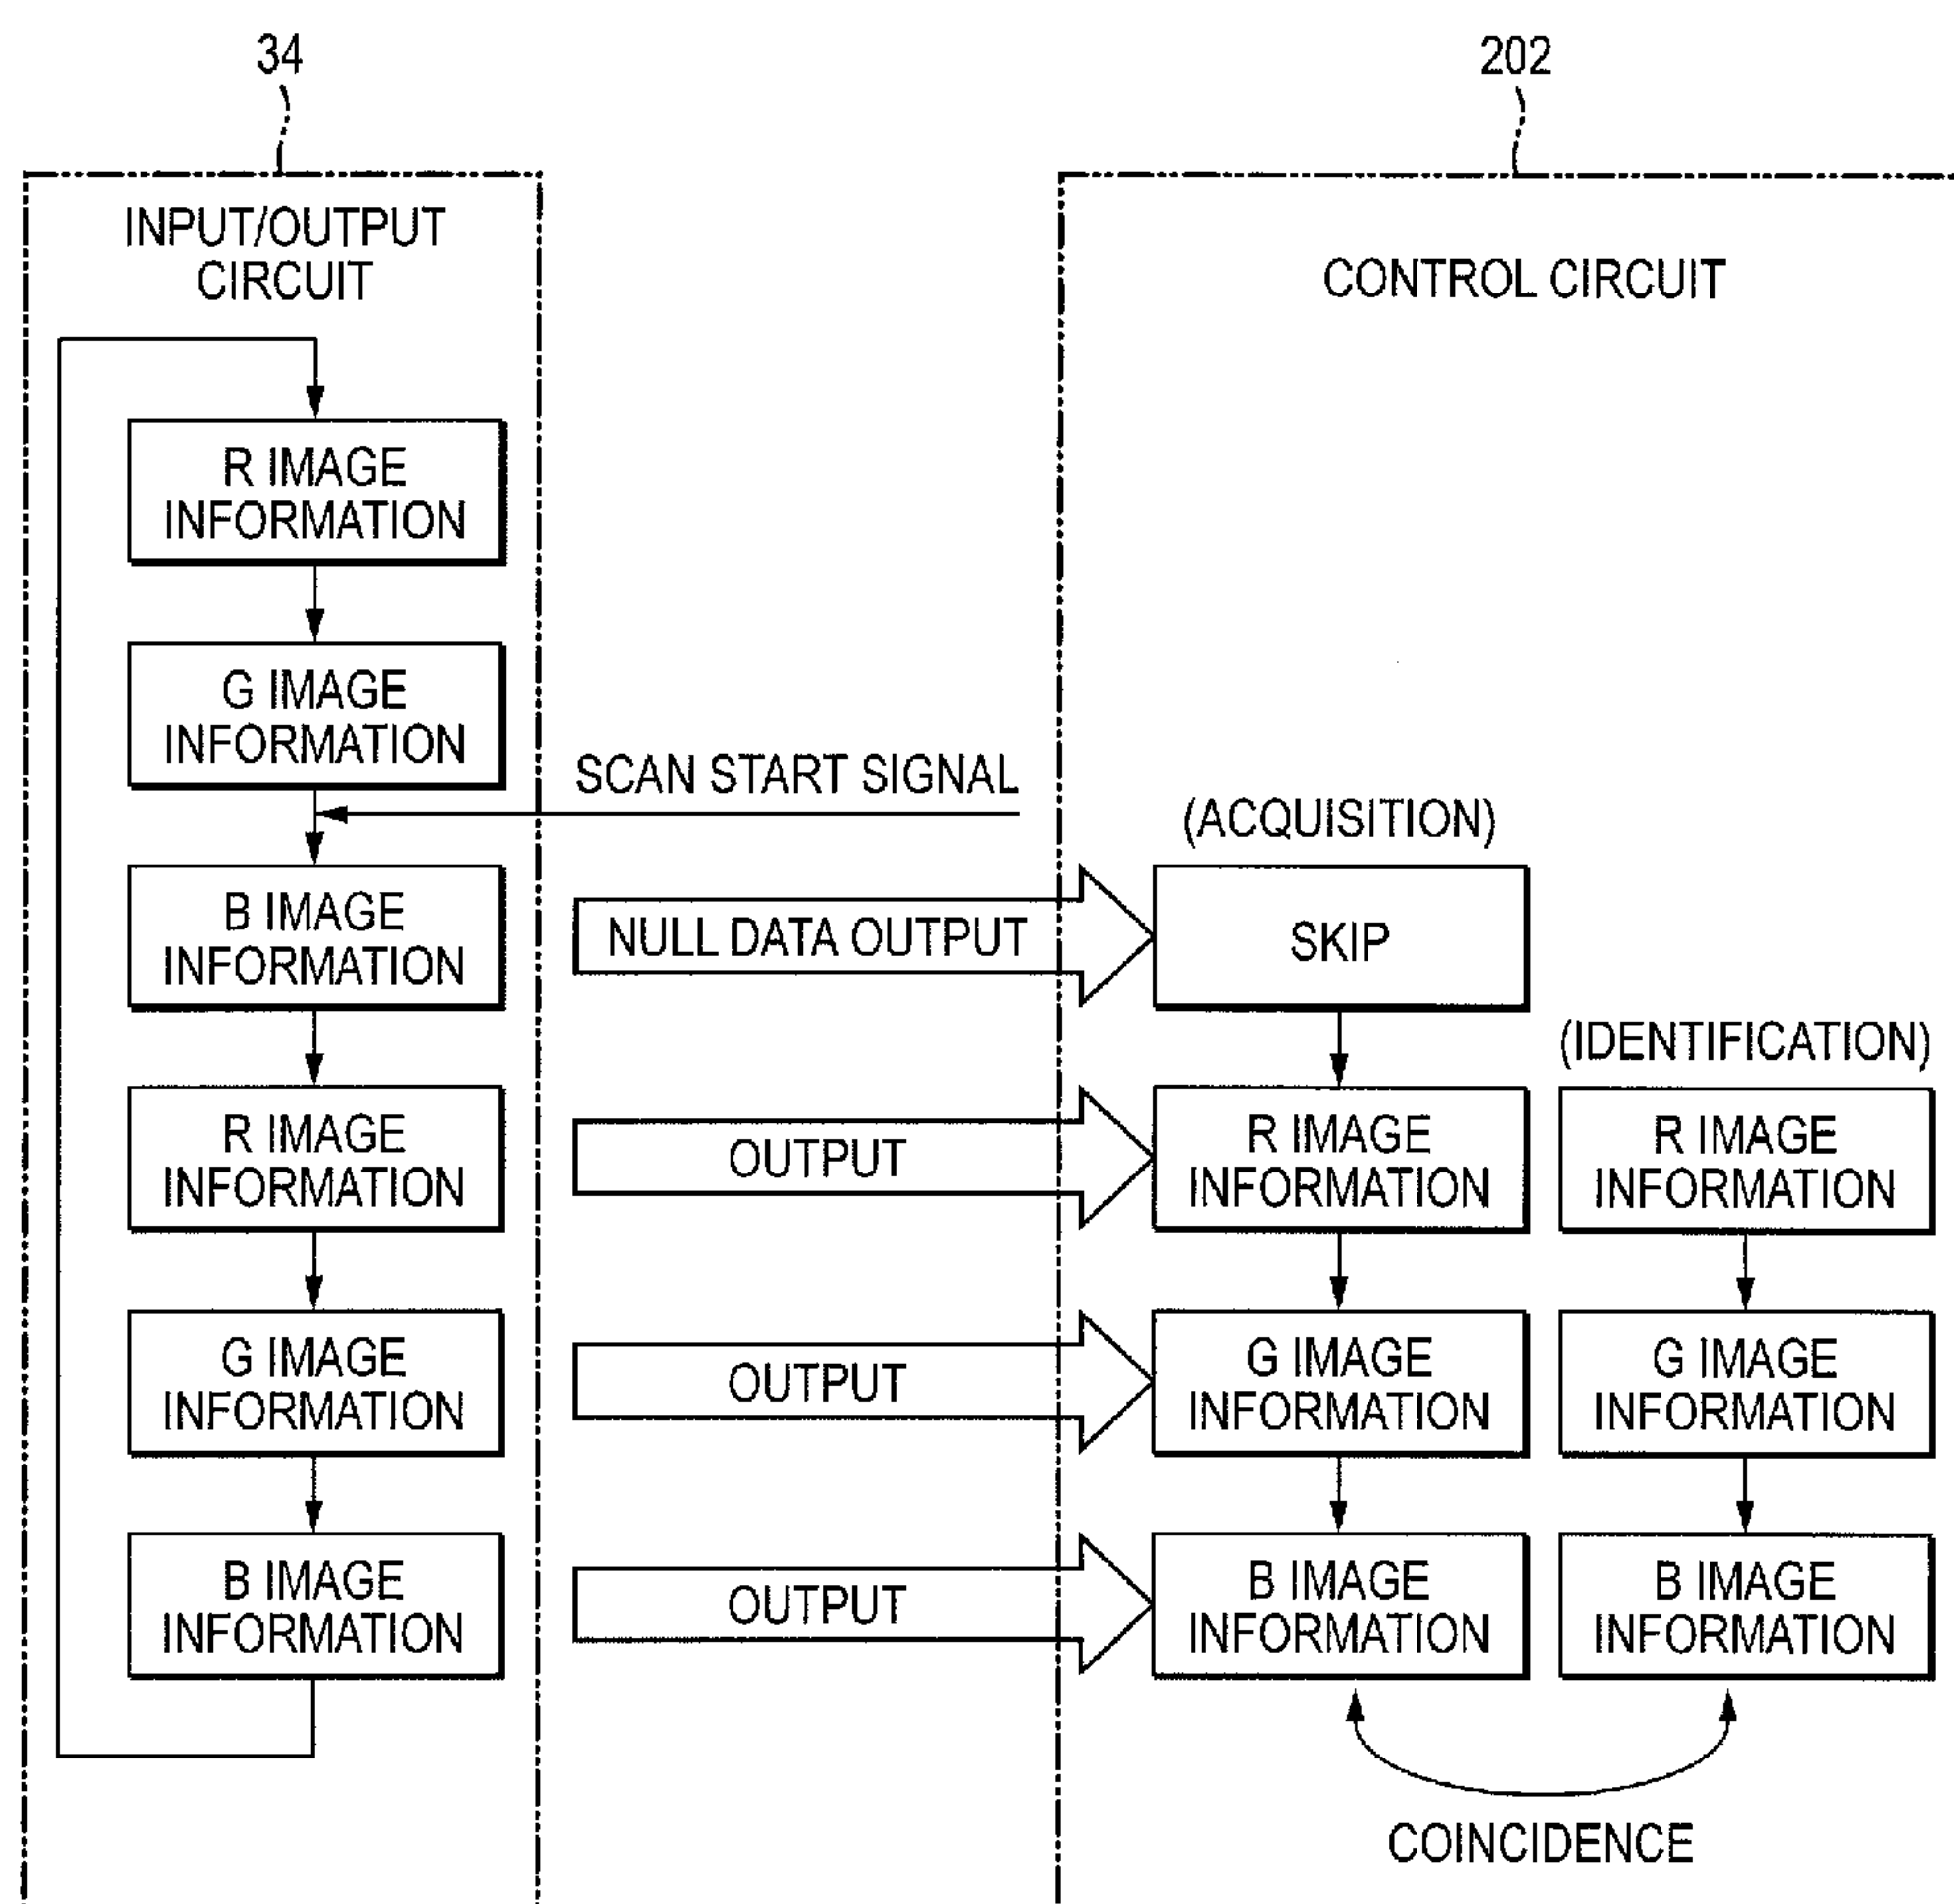 34
202
INPUT/OUTPUT
CIRCUIT
CONTROL CIRCUIT
R IMAGE
INFORMATION
G IMAGE
INFORMATION
SCAN START SIGNAL
(ACQUISITION)
B IMAGE
INFORMATION
NULL DATA OUTPUT
SKIP
(IDENTIFICATION)
R IMAGE
INFORMATION
OUTPUT
R IMAGE
INFORMATION
R IMAGE
INFORMATION
G IMAGE
INFORMATION
OUTPUT
G IMAGE
INFORMATION
G IMAGE
INFORMATION
B IMAGE
INFORMATION
OUTPUT
B IMAGE
INFORMATION
B IMAGE
INFORMATION
COINCIDENCE